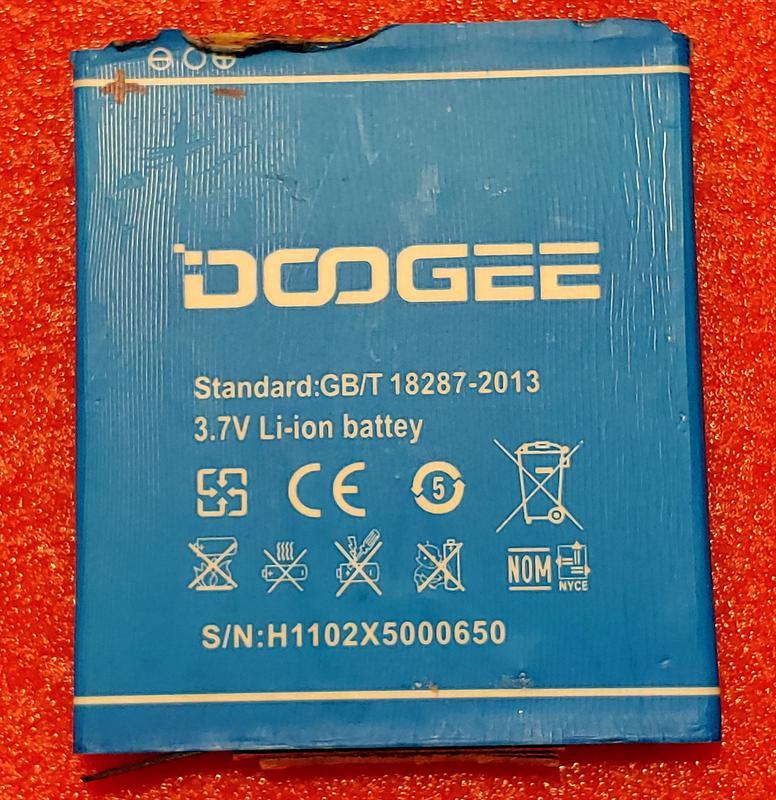 DOOGEE
Standard:GB/T 18287-2013
3.7V Li-ion battey
CE 5
NOM NYCE
S/N:H1102X5000650